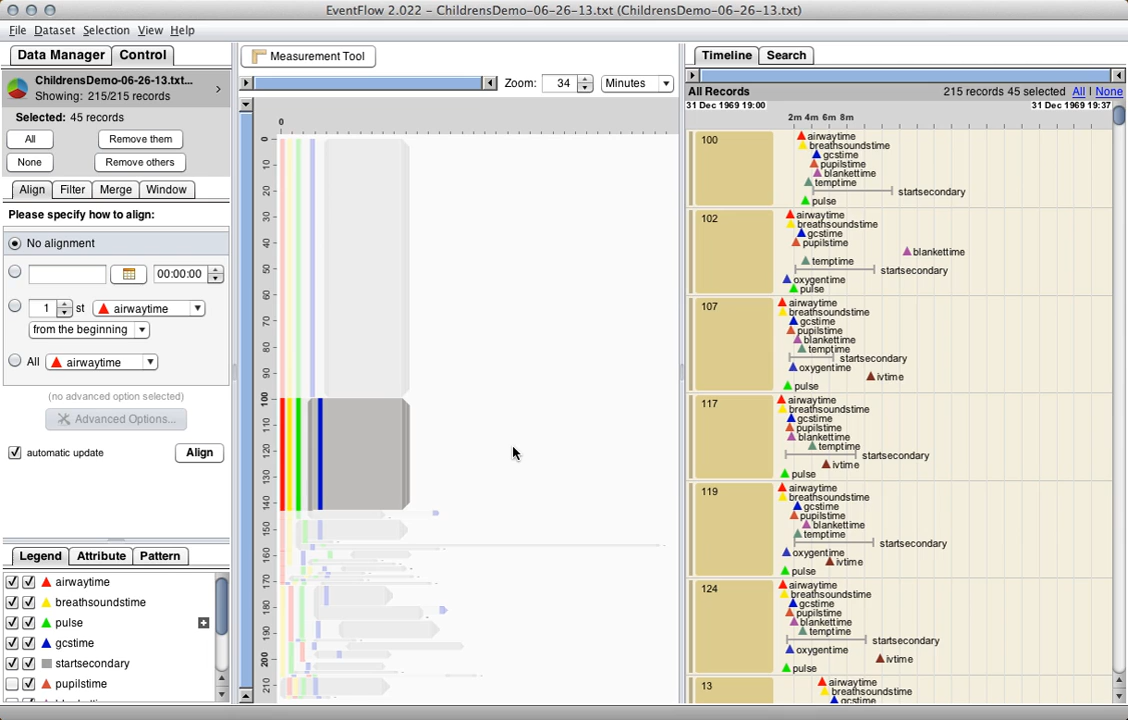 EventFlow 2.022 – ChildrensDemo-06-26-13.txt (ChildrensDemo-06-26-13.txt)
File Dataset Selection View Help
Data Manager Control
ChildrensDemo-06-26-13.txt...
Showing: 215/215 records
Selected: 45 records
All Remove them
None Remove others
Align Filter Merge Window
Please specify how to align:
No alignment
00:00:00
1 st airwaytime
from the beginning
All airwaytime
(no advanced option selected)
Advanced Options...
automatic update Align
Legend Attribute Pattern
airwaytime
breathsoundstime
pulse
gcstime
startsecondary
pupilstime
Measurement Tool
Zoom: 34 Minutes
0
0
10
20
30
40
50
60
70
80
90
100
110
120
130
140
150
160
170
180
190
200
210
Timeline Search
All Records 215 records 45 selected All | None
31 Dec 1969 19:00 31 Dec 1969 19:37
2m 4m 6m 8m
100
airwaytime
breathsoundstime
gcstime
pupilstime
blankettime
temptime
startsecondary
pulse
102
airwaytime
breathsoundstime
gcstime
pupilstime
blankettime
temptime
startsecondary
oxygentime
pulse
107
airwaytime
breathsoundstime
gcstime
pupilstime
blankettime
temptime
startsecondary
oxygentime
ivtime
pulse
117
airwaytime
breathsoundstime
gcstime
pupilstime
blankettime
temptime
startsecondary
ivtime
pulse
119
airwaytime
breathsoundstime
gcstime
pupilstime
blankettime
temptime
startsecondary
oxygentime
ivtime
pulse
124
airwaytime
breathsoundstime
gcstime
pupilstime
blankettime
temptime
startsecondary
oxygentime
ivtime
pulse
13
airwaytime
breathsoundstime
gcstime